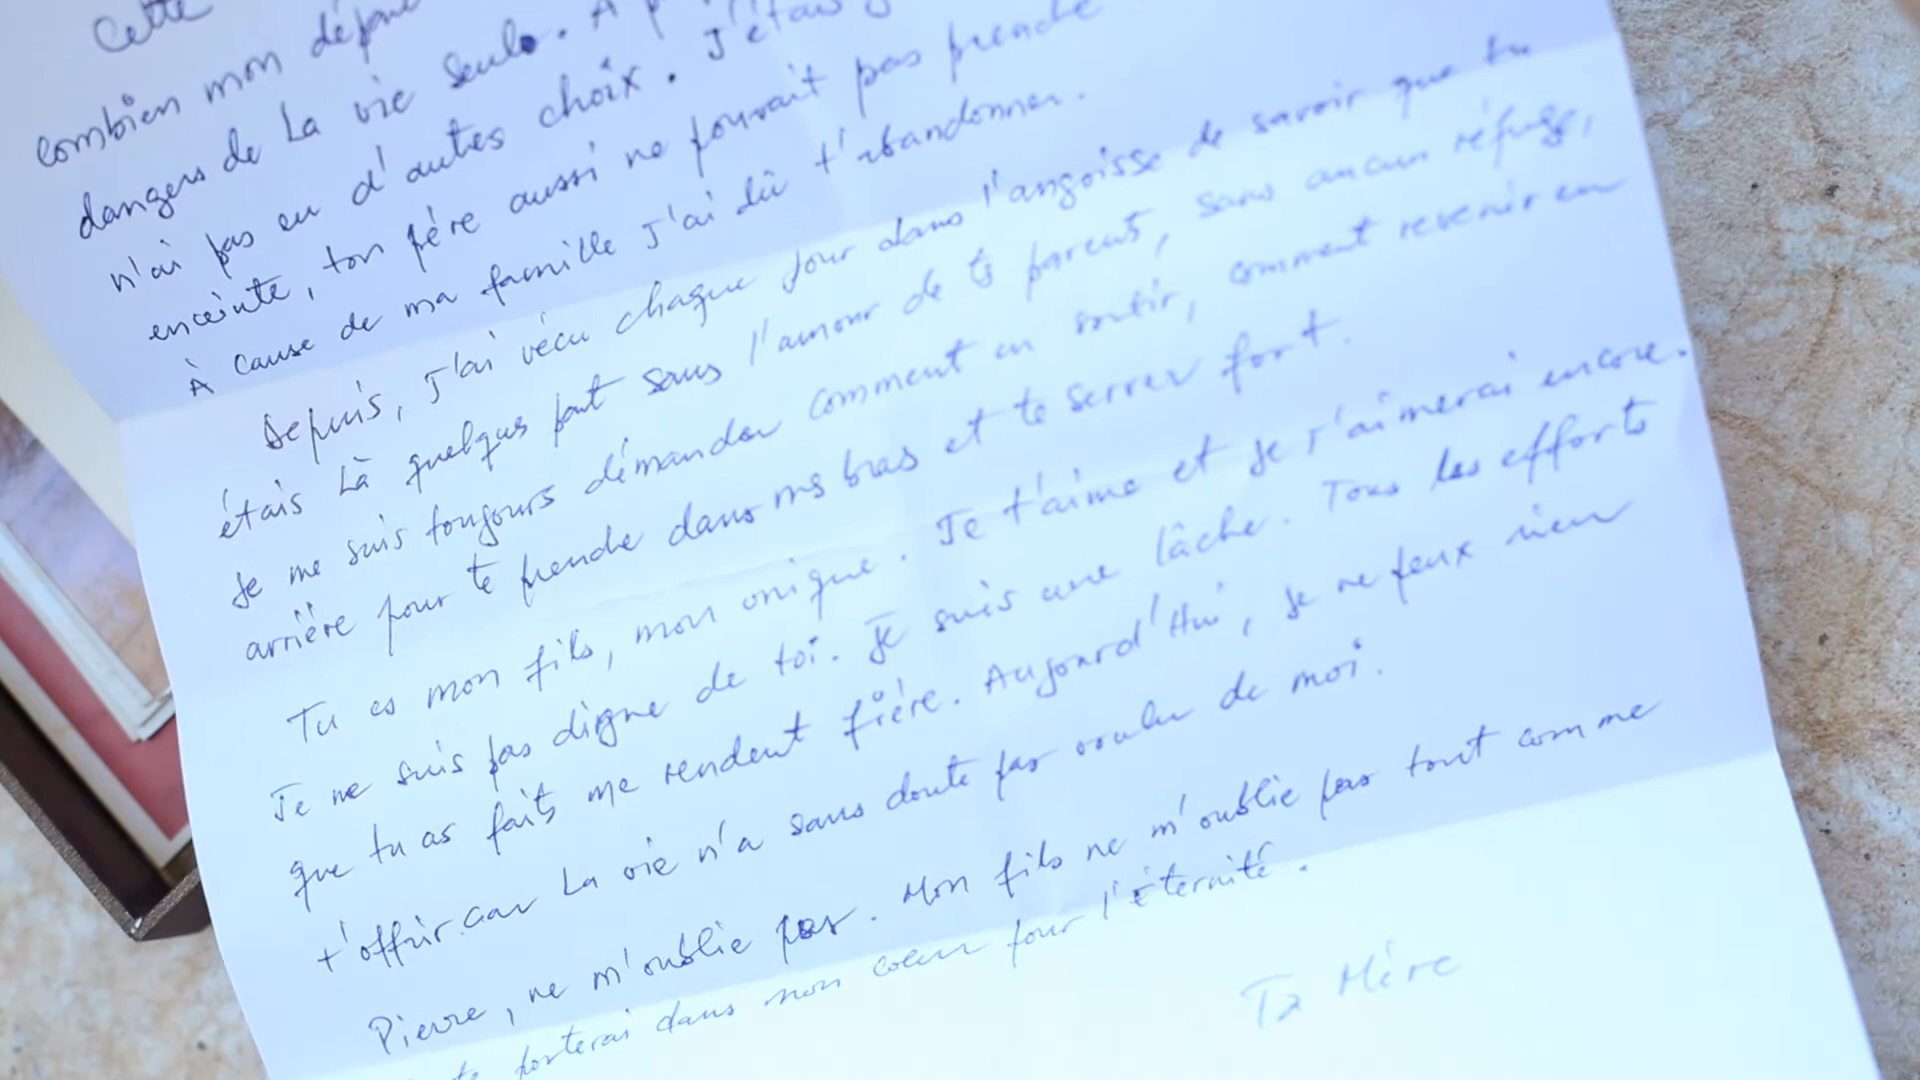 Cette
combien mon dépar
dangers de La vie seule. A p
n'ai pas eu d'autres choix. J'étais
enceinte, ton père aussi ne pouvait pas prendre
À cause de ma famille J'ai dû t'abandonner.
Depuis, J'ai vécu chaque jour dans l'angoisse de savoir que tu
étais Là quelques part sans l'amour de ts parents, sans aucun réfuge,
Je me suis toujours démander comment en sortir, comment revenir en
arrière pour te prendre dans ms bras et te serrer fort.
Tu es mon fils, mon unique. Je t'aime et Je t'aimerai encore.
Je ne suis pas digne de toi. Je suis une lâche. Tous les efforts
que tu as faits me rendent fière. Aujourd'Hui, Je ne peux rien
t'offrir car La vie n'a sans doute pas voulu de moi.
Pierre, ne m'oublie pas. Mon fils ne m'oublie pas tout comme
te porterai dans mon coeur pour l'éternité.
Ta Mère